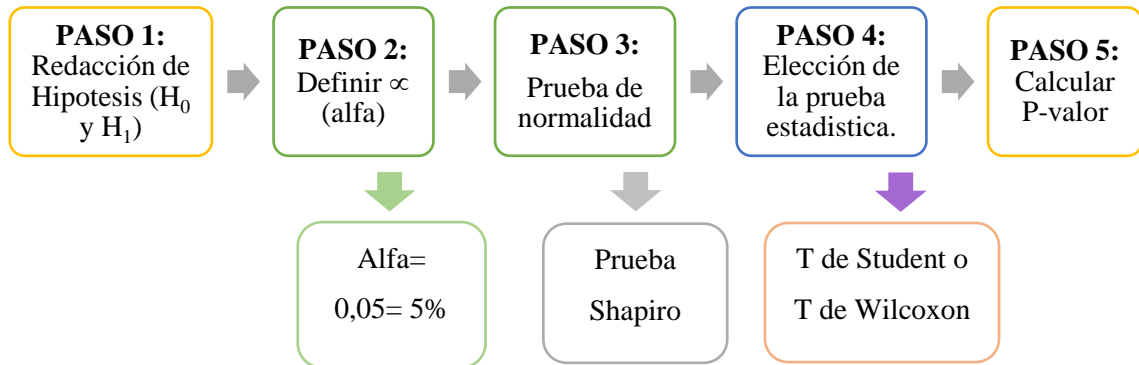 PASO 1:
Redacción de
Hipotesis (H₀
y H₁)
PASO 2:
Definir ∝
(alfa)
PASO 3:
Prueba de
normalidad
PASO 4:
Elección de
la prueba
estadistica.
PASO 5:
Calcular
P-valor
Alfa=
0,05= 5%
Prueba
Shapiro
T de Student o
T de Wilcoxon